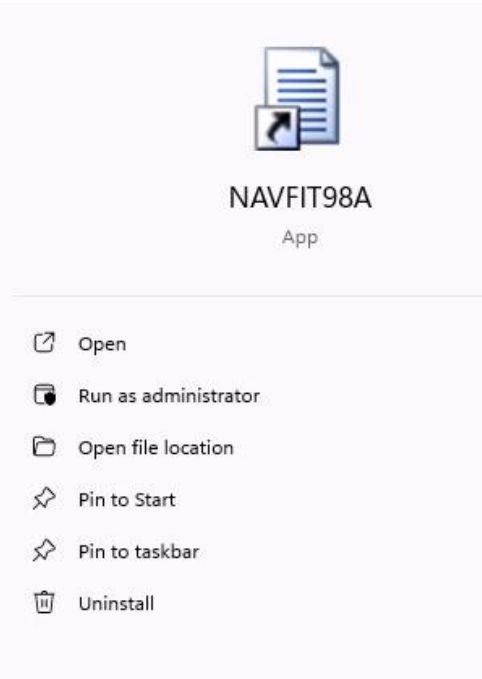 NAVFIT98A
App
Open
Run as administrator
Open file location
Pin to Start
Pin to taskbar
Uninstall